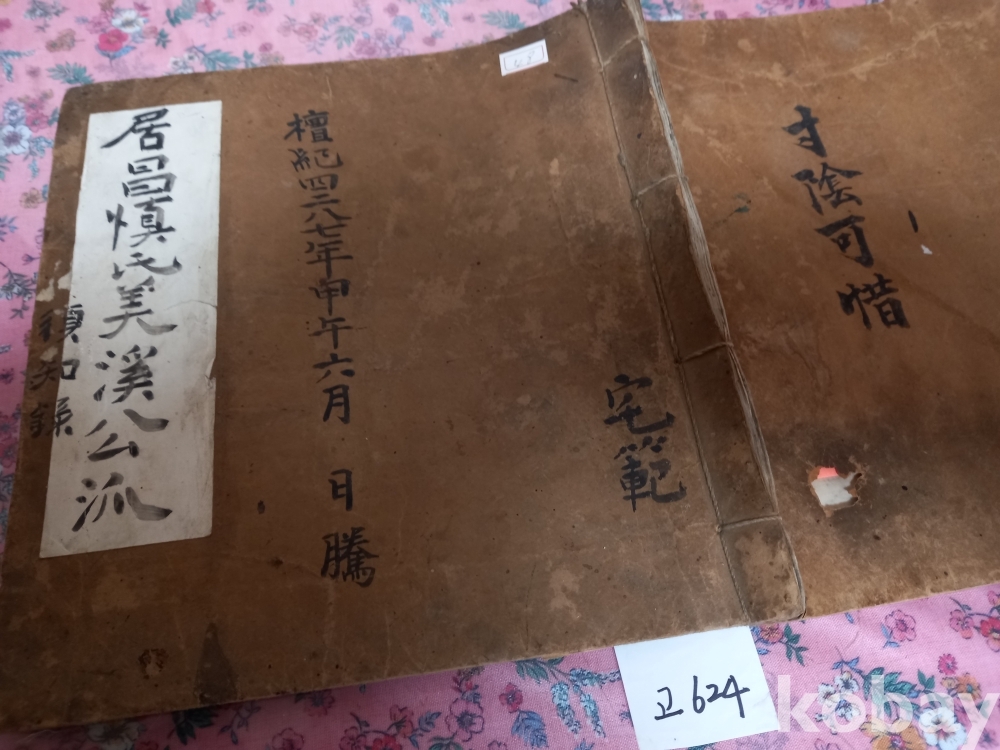 居昌愼氏美溪公派
須知錄
檀紀四二八七年甲午六月 日 騰
宅範
寸陰可惜
고624
kobay